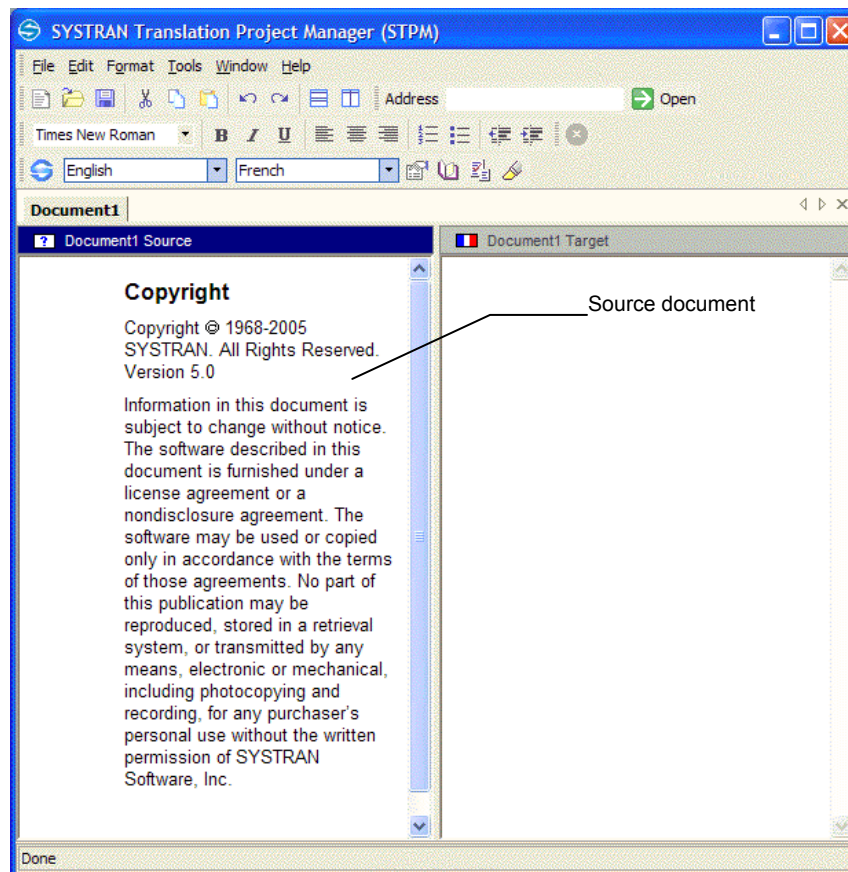 SYSTRAN Translation Project Manager (STPM)
File Edit Format Tools Window Help
Address Open
Times New Roman B I U
English French
Document1
Document1 Source Document1 Target
Copyright
Source document
Copyright © 1968-2005
SYSTRAN. All Rights Reserved.
Version 5.0
Information in this document is
subject to change without notice.
The software described in this
document is furnished under a
license agreement or a
nondisclosure agreement. The
software may be used or copied
only in accordance with the terms
of those agreements. No part of
this publication may be
reproduced, stored in a retrieval
system, or transmitted by any
means, electronic or mechanical,
including photocopying and
recording, for any purchaser's
personal use without the written
permission of SYSTRAN
Software, Inc.
Done